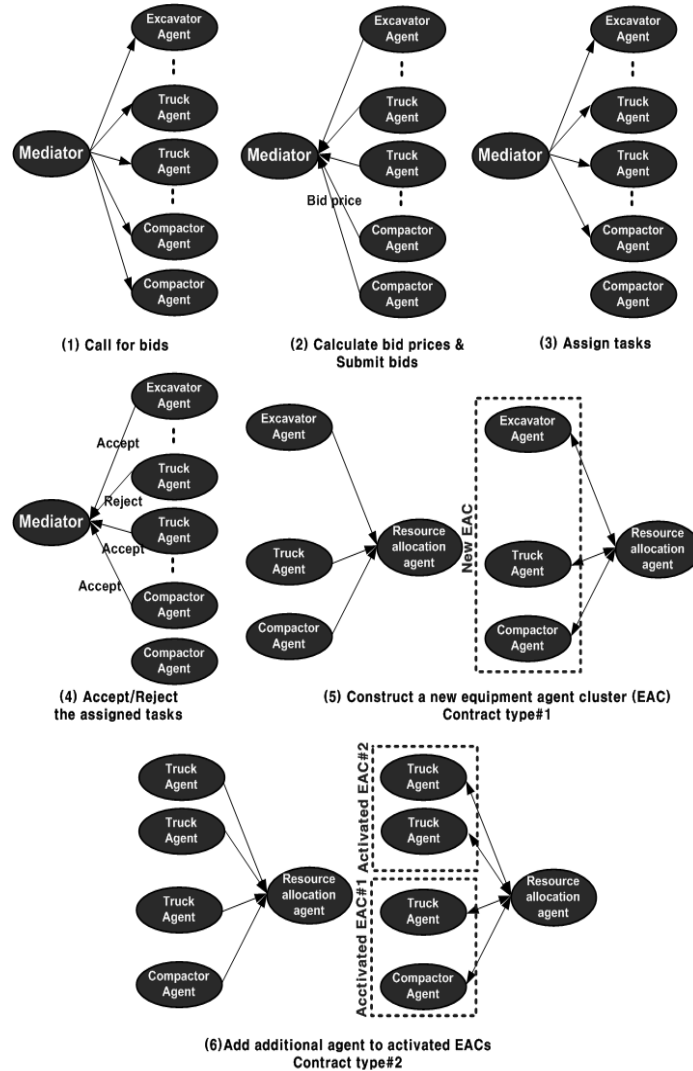 Excavator
Agent
Truck
Agent
Mediator
Truck
Agent
Compactor
Agent
Compactor
Agent
(1) Call for bids
Excavator
Agent
Truck
Agent
Mediator
Truck
Agent
Bid price
Compactor
Agent
Compactor
Agent
(2) Calculate bid prices &
Submit bids
Excavator
Agent
Truck
Agent
Mediator
Truck
Agent
Compactor
Agent
Compactor
Agent
(3) Assign tasks
Excavator
Agent
Accept
Truck
Agent
Reject
Mediator
Truck
Agent
Accept
Accept
Compactor
Agent
Compactor
Agent
(4) Accept/Reject
the assigned tasks
Excavator
Agent
Truck
Agent
Compactor
Agent
Resource
allocation
agent
New EAC
Excavator
Agent
Truck
Agent
Compactor
Agent
Resource
allocation
agent
(5) Construct a new equipment agent cluster (EAC)
Contract type#1
Truck
Agent
Truck
Agent
Truck
Agent
Compactor
Agent
Resource
allocation
agent
Activated EAC#2
Truck
Agent
Truck
Agent
Acctivated EAC#1
Truck
Agent
Compactor
Agent
Resource
allocation
agent
(6)Add additional agent to activated EACs
Contract type#2